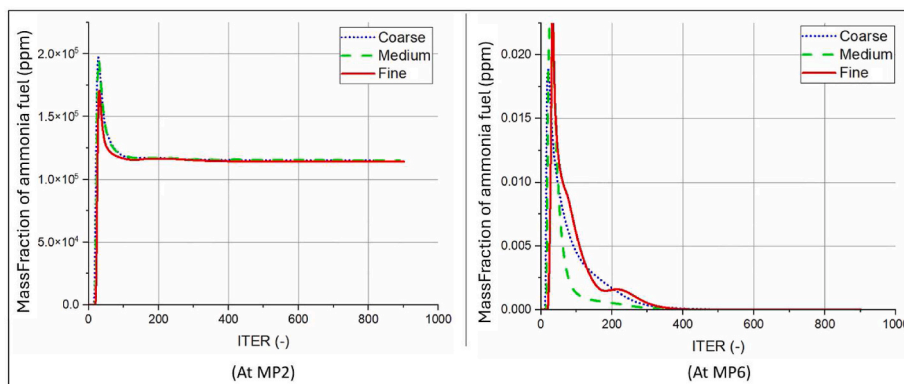 MassFraction of ammonia fuel (ppm)
2.0×10⁵
1.5×10⁵
1.0×10⁵
5.0×10⁴
0.0
Coarse
Medium
Fine
0 200 400 600 800 1000
ITER (-)
(At MP2)
MassFraction of ammonia fuel (ppm)
0.020
0.015
0.010
0.005
0.000
Coarse
Medium
Fine
0 200 400 600 800 1000
ITER (-)
(At MP6)